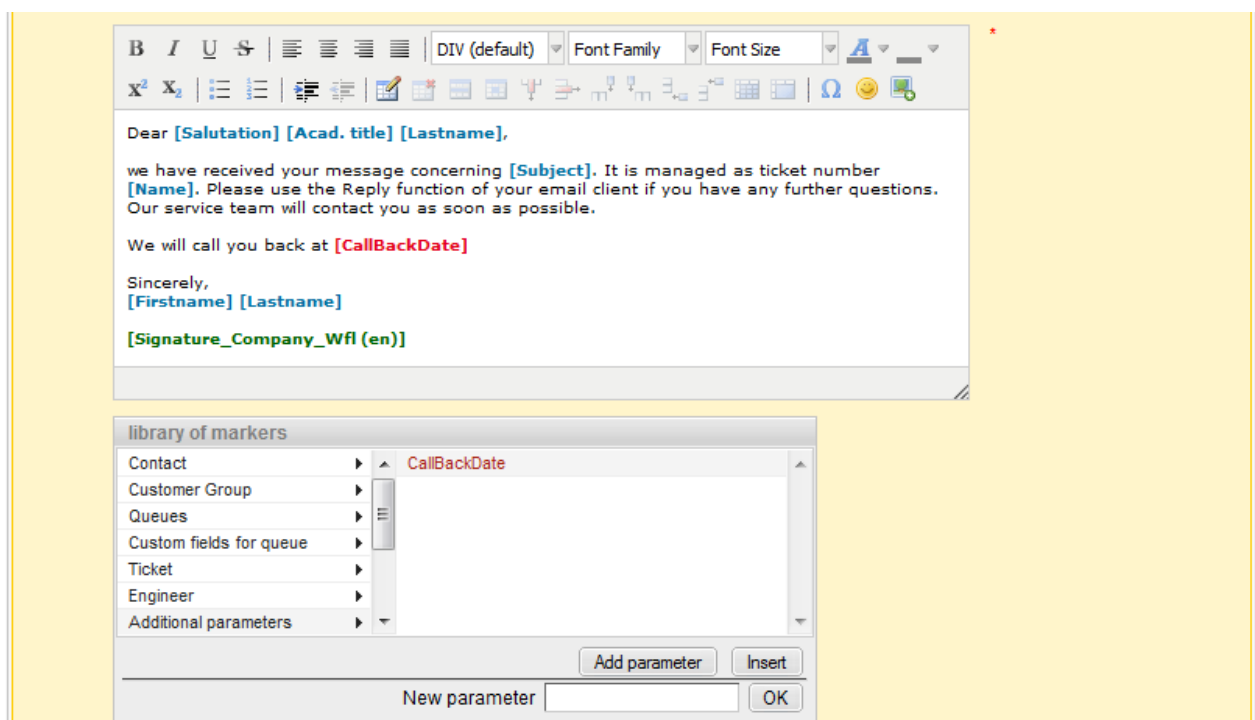 *
B I U S DIV (default) Font Family Font Size A
x² X₂ Ω
Dear [Salutation] [Acad. title] [Lastname],
we have received your message concerning [Subject]. It is managed as ticket number
[Name]. Please use the Reply function of your email client if you have any further questions.
Our service team will contact you as soon as possible.
We will call you back at [CallBackDate]
Sincerely,
[Firstname] [Lastname]
[Signature_Company_Wfl (en)]
library of markers
Contact CallBackDate
Customer Group
Queues
Custom fields for queue
Ticket
Engineer
Additional parameters
Add parameter Insert
New parameter OK